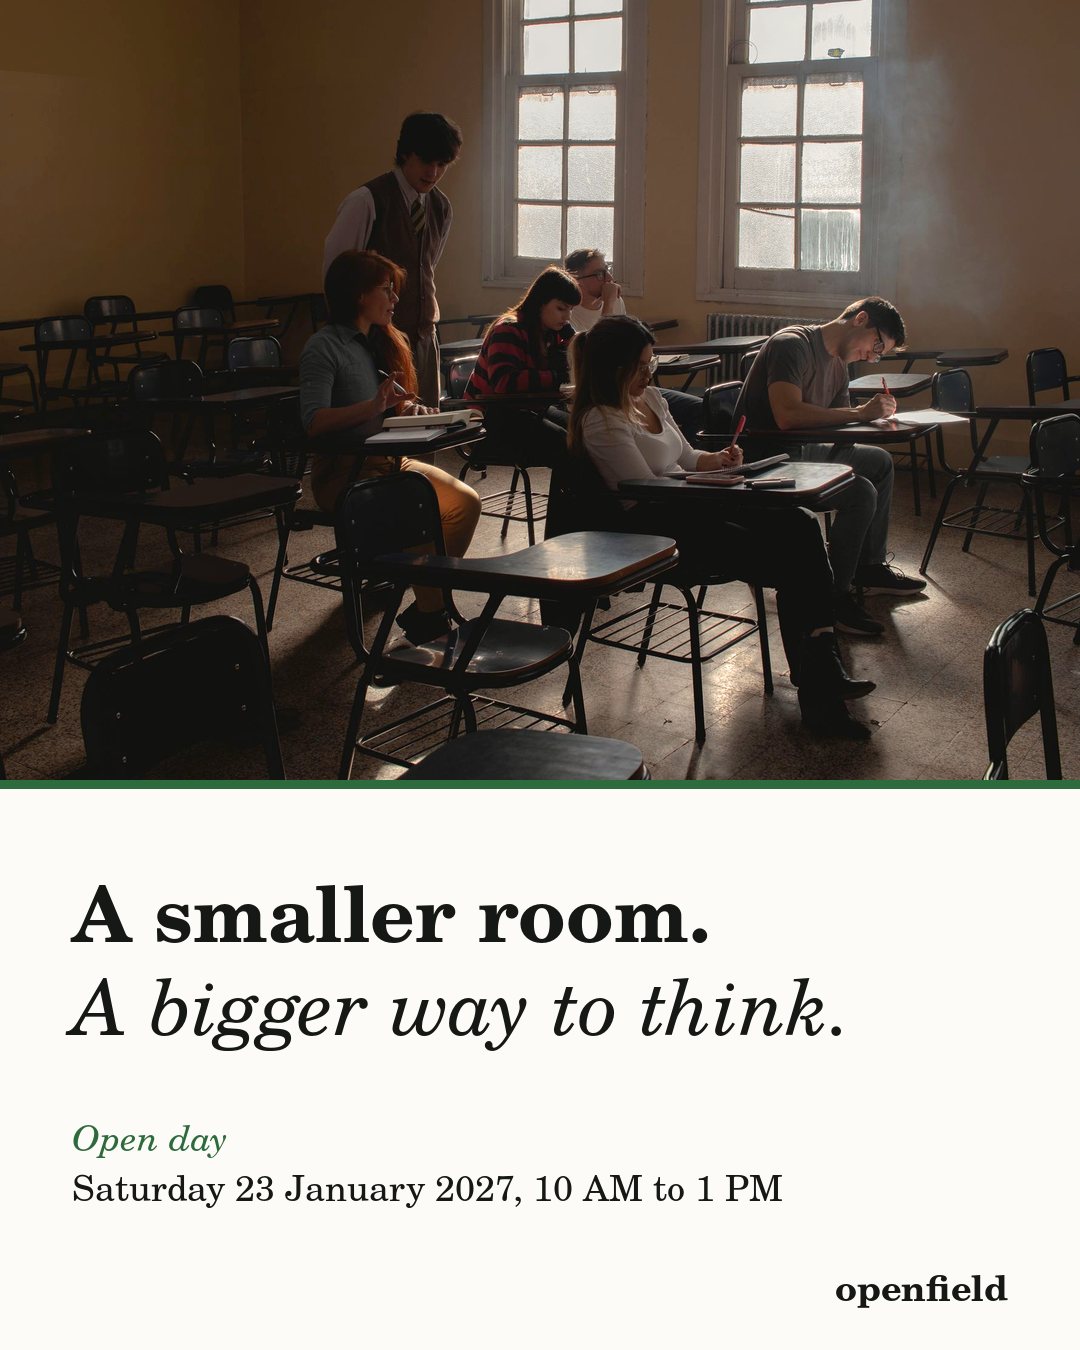 A smaller room.
A bigger way to think.
Open day
Saturday 23 January 2027, 10 AM to 1 PM
openfield